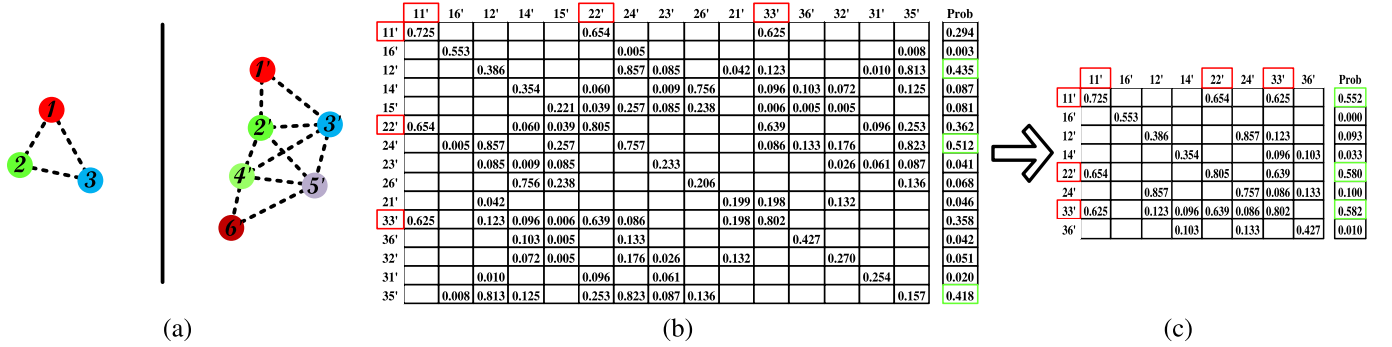 1
2
3
1'
2'
3'
4'
5'
6
(a)
11' 16' 12' 14' 15' 22' 24' 23' 26' 21' 33' 36' 32' 31' 35' Prob
11' 0.725 0.654 0.625 0.294
16' 0.553 0.005 0.008 0.003
12' 0.386 0.857 0.085 0.042 0.123 0.010 0.813 0.435
14' 0.354 0.060 0.009 0.756 0.096 0.103 0.072 0.125 0.087
15' 0.221 0.039 0.257 0.085 0.238 0.006 0.005 0.005 0.081
22' 0.654 0.060 0.039 0.805 0.639 0.096 0.253 0.362
24' 0.005 0.857 0.257 0.757 0.086 0.133 0.176 0.823 0.512
23' 0.085 0.009 0.085 0.233 0.026 0.061 0.087 0.041
26' 0.756 0.238 0.206 0.136 0.068
21' 0.042 0.199 0.198 0.132 0.046
33' 0.625 0.123 0.096 0.006 0.639 0.086 0.198 0.802 0.358
36' 0.103 0.005 0.133 0.427 0.042
32' 0.072 0.005 0.176 0.026 0.132 0.270 0.051
31' 0.010 0.096 0.061 0.254 0.020
35' 0.008 0.813 0.125 0.253 0.823 0.087 0.136 0.157 0.418
(b)
11' 16' 12' 14' 22' 24' 33' 36' Prob
11' 0.725 0.654 0.625 0.552
16' 0.553 0.000
12' 0.386 0.857 0.123 0.093
14' 0.354 0.096 0.103 0.033
22' 0.654 0.805 0.639 0.580
24' 0.857 0.757 0.086 0.133 0.100
33' 0.625 0.123 0.096 0.639 0.086 0.802 0.582
36' 0.103 0.133 0.427 0.010
(c)